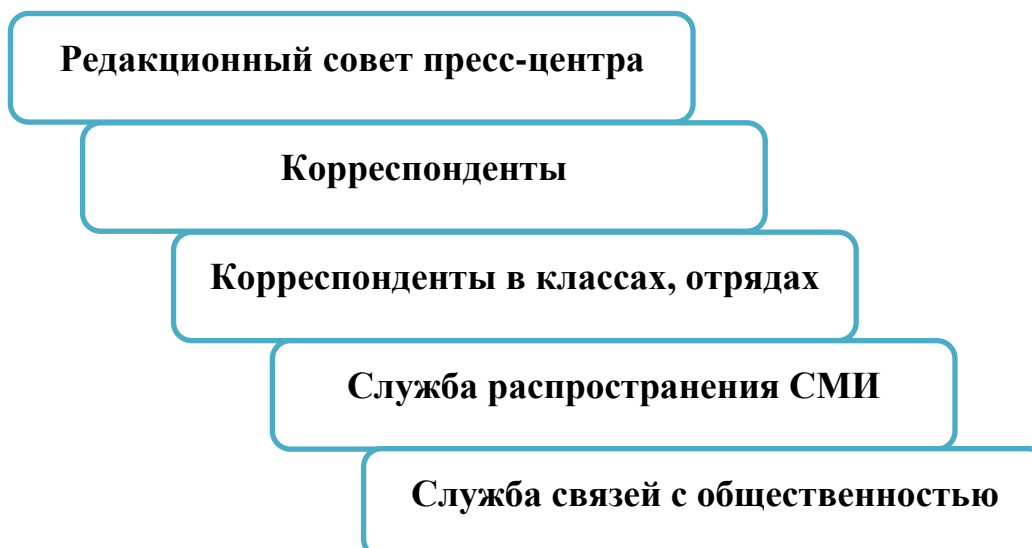 Редакционный совет пресс-центра
Корреспонденты
Корреспонденты в классах, отрядах
Служба распространения СМИ
Служба связей с общественностью